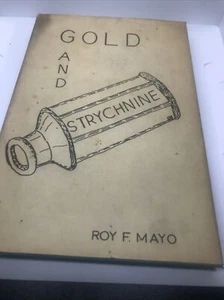 GOLD
AND
STRYCHNINE
ROY F. MAYO